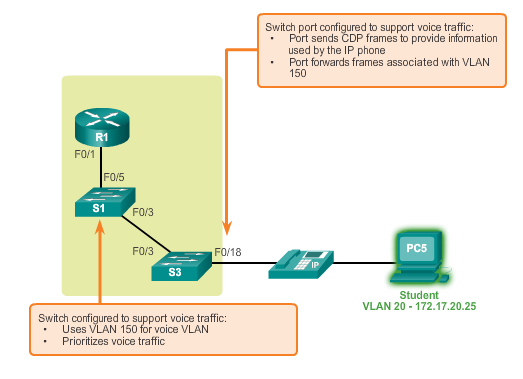 Switch port configured to support voice traffic:
• Port sends CDP frames to provide information
used by the IP phone
• Port forwards frames associated with VLAN
150
R1
F0/1
F0/5
S1
F0/3
F0/3
F0/18
S3
IP
PC5
Student
VLAN 20 - 172.17.20.25
Switch configured to support voice traffic:
• Uses VLAN 150 for voice VLAN
• Prioritizes voice traffic